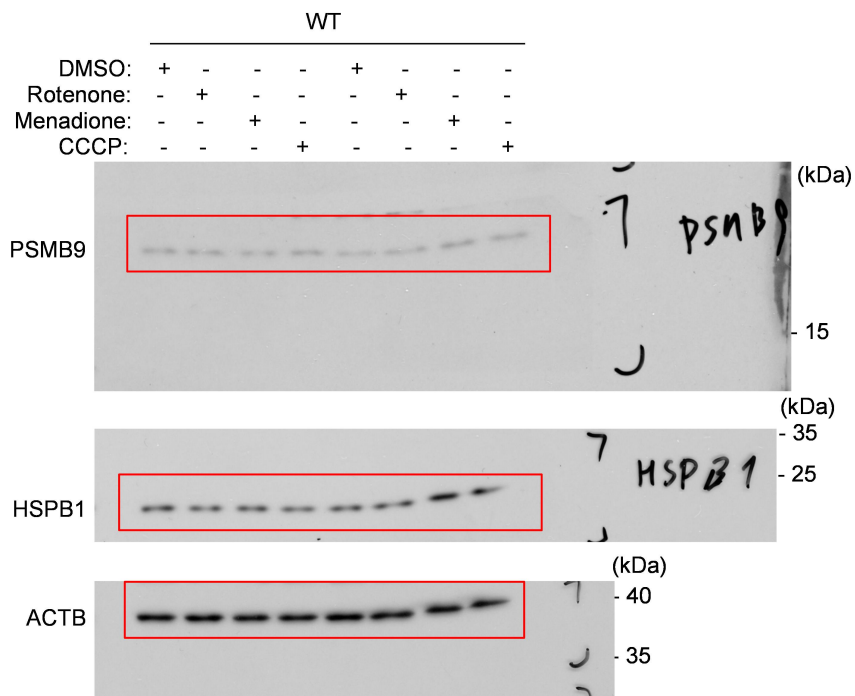 WT
DMSO: + - - - + - - -
Rotenone: - + - - - + - -
Menadione: - - + - - - + -
CCCP: - - - + - - - +
(kDa)
PSMB9
PSMB9
- 15
(kDa)
- 35
HSPB1
- 25
HSPB1
(kDa)
- 40
ACTB
- 35